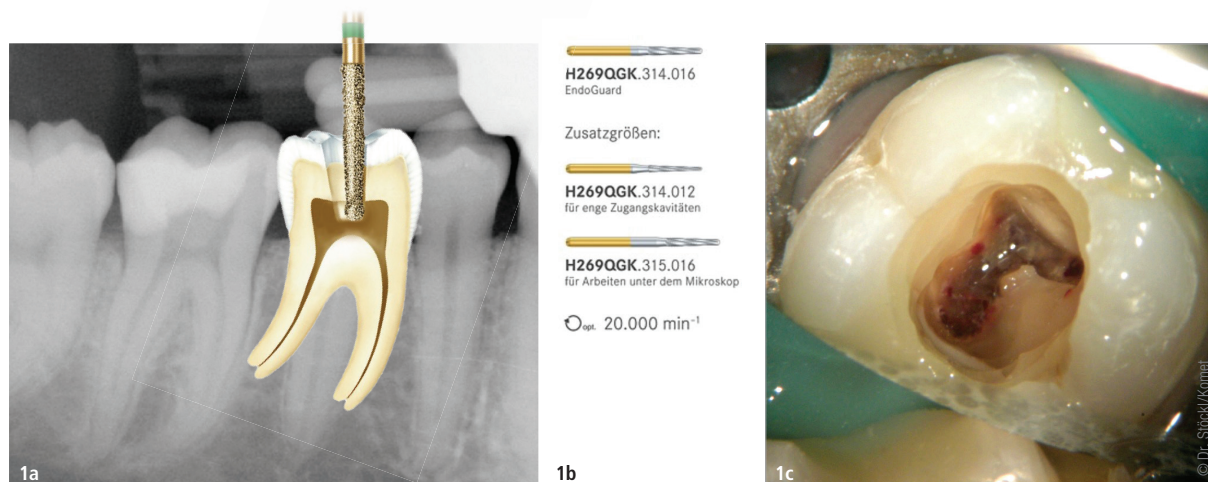 1a
H269QGK.314.016
EndoGuard
Zusatzgrößen:
H269QGK.314.012
für enge Zugangskavitäten
H269QGK.315.016
für Arbeiten unter dem Mikroskop
opt. 20.000 min⁻¹
1b
1c
© Dr. Stöckl/Komet